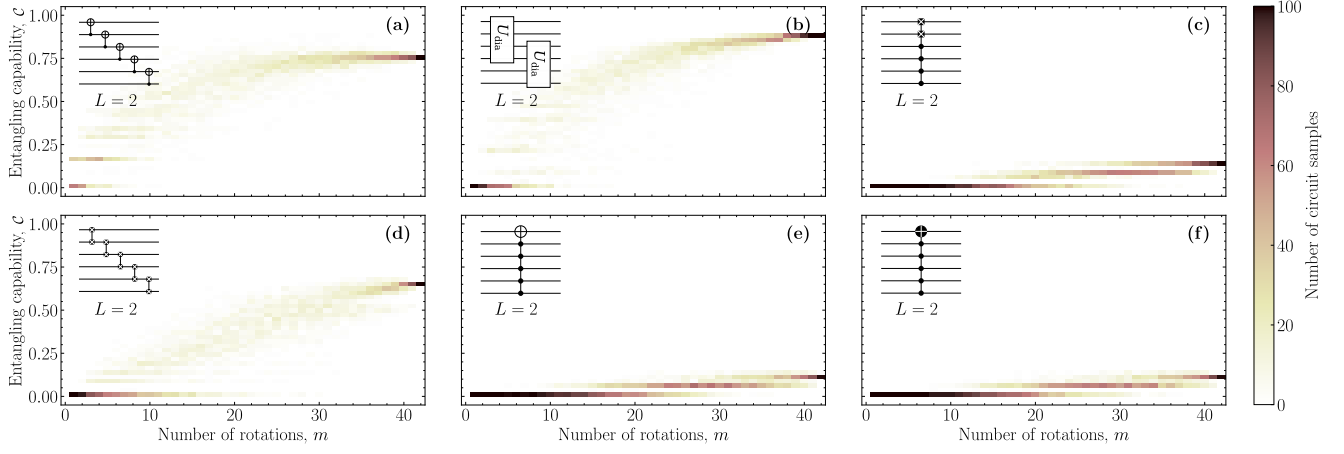 (a)
(b)
(c)
Entangling capability, 𝒞
1.00
0.75
0.50
0.25
0.00
L = 2
U_dia
U_dia
L = 2
L = 2
(d)
(e)
(f)
Entangling capability, 𝒞
1.00
0.75
0.50
0.25
0.00
L = 2
L = 2
L = 2
0 10 20 30 40
0 10 20 30 40
0 10 20 30 40
Number of rotations, m
Number of rotations, m
Number of rotations, m
100
80
60
40
20
0
Number of circuit samples